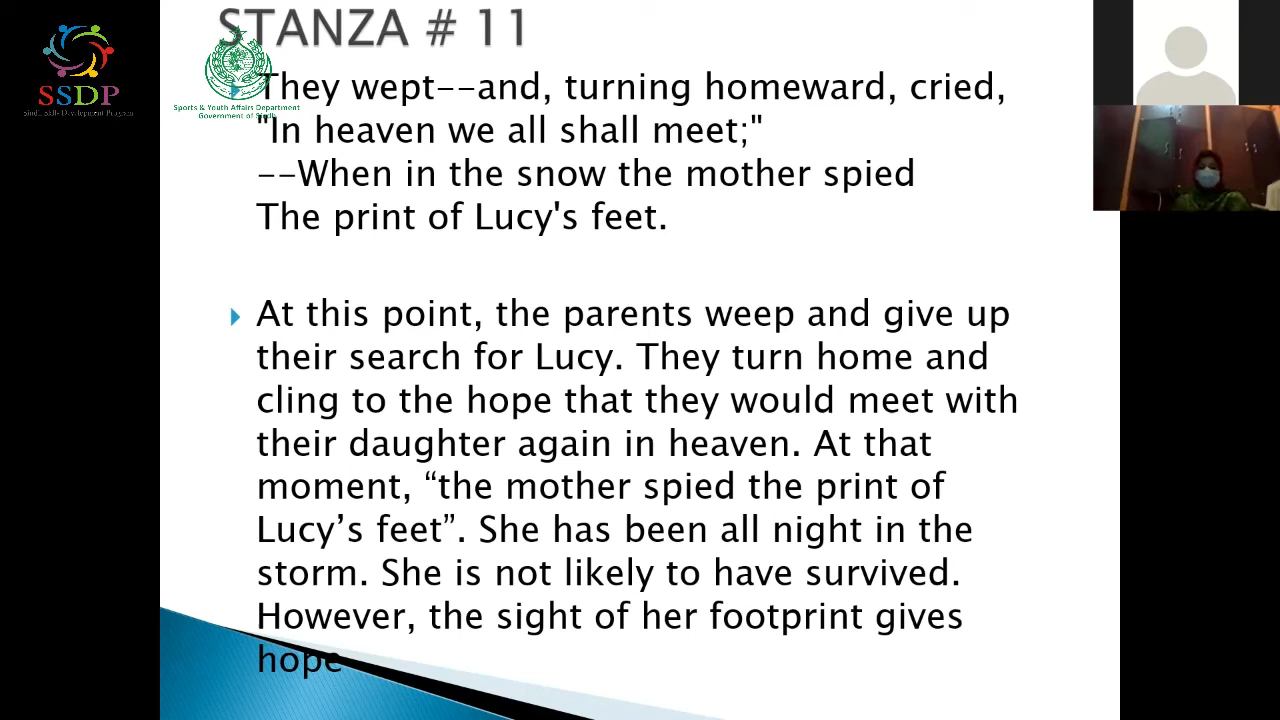 STANZA # 11
SSDP
Sindh Skills Development Program
Sports & Youth Affairs Department
Government of Sindh
They wept--and, turning homeward, cried,
"In heaven we all shall meet;"
--When in the snow the mother spied
The print of Lucy's feet.
At this point, the parents weep and give up
their search for Lucy. They turn home and
cling to the hope that they would meet with
their daughter again in heaven. At that
moment, “the mother spied the print of
Lucy’s feet”. She has been all night in the
storm. She is not likely to have survived.
However, the sight of her footprint gives
hope